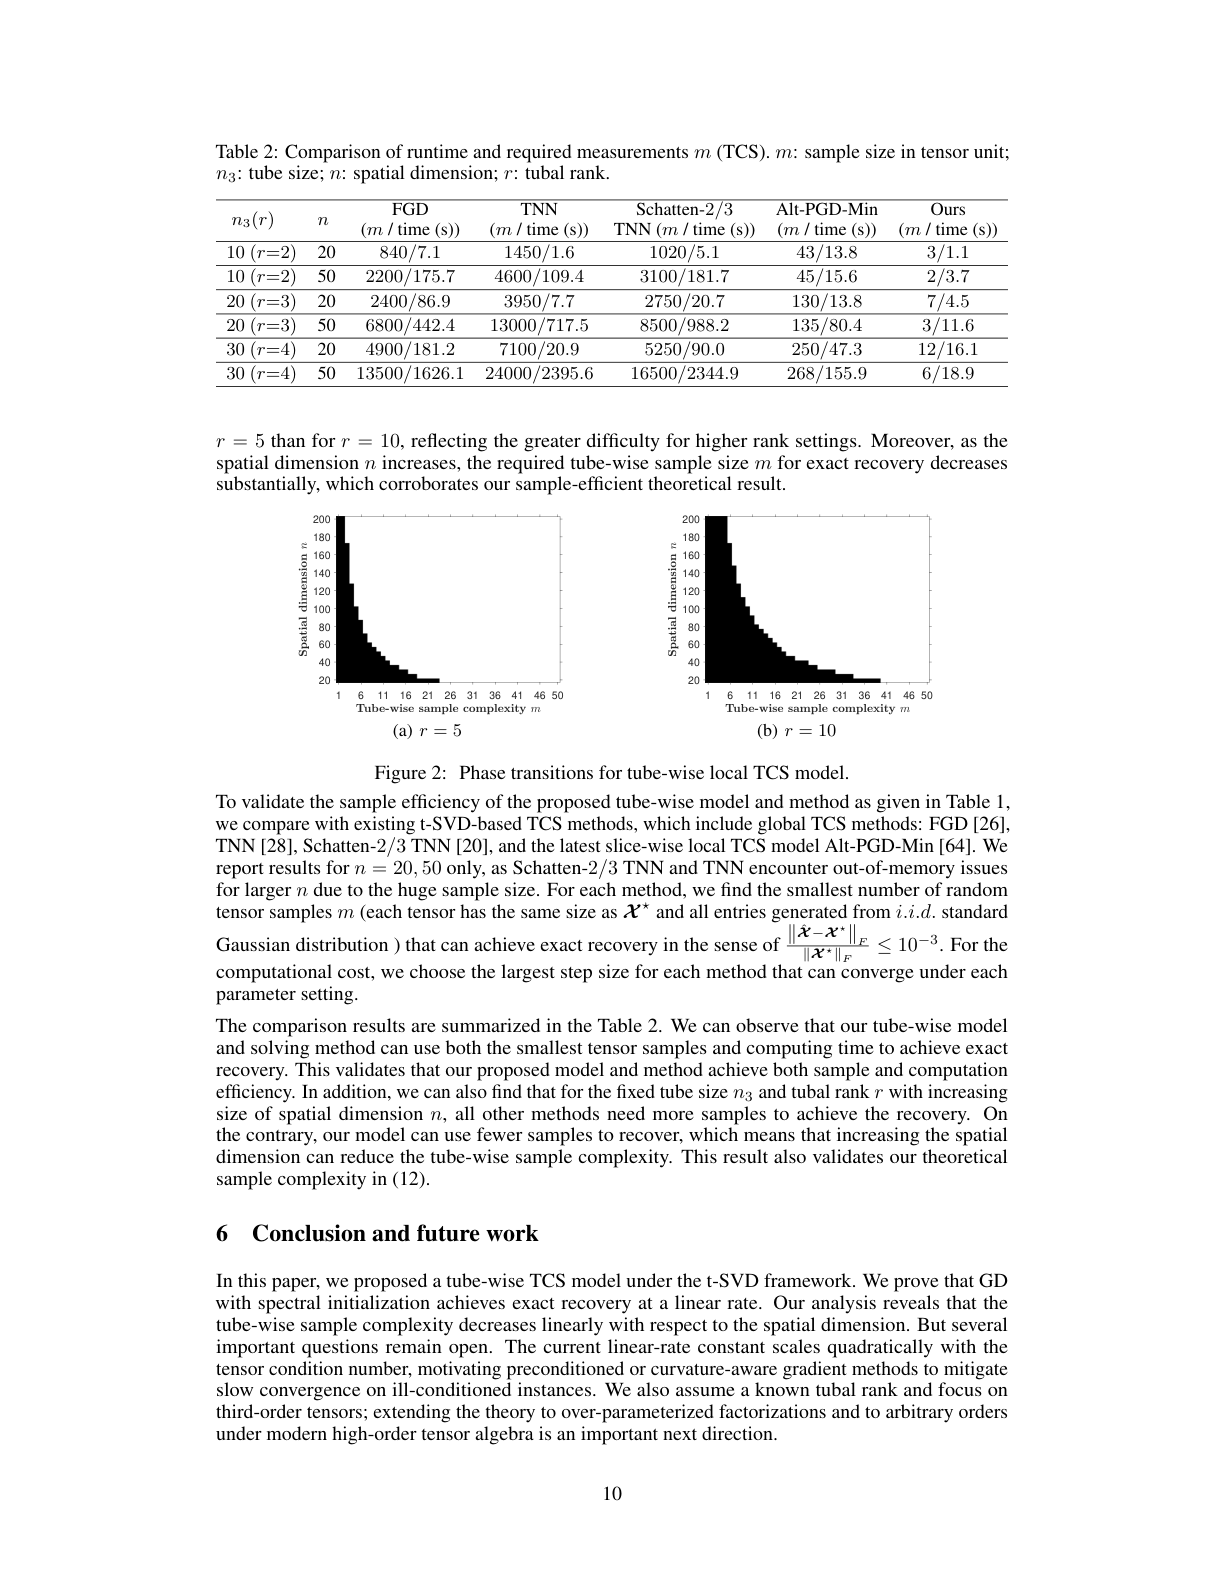 Table 2: Comparison of runtime and required measurements m (TCS). m: sample size in tensor unit;
n3: tube size; n: spatial dimension; r: tubal rank.
n3(r) n FGD (m / time (s)) TNN (m / time (s)) Schatten-2/3 TNN (m / time (s)) Alt-PGD-Min (m / time (s)) Ours (m / time (s))
10 (r=2) 20 840/7.1 1450/1.6 1020/5.1 43/13.8 3/1.1
10 (r=2) 50 2200/175.7 4600/109.4 3100/181.7 45/15.6 2/3.7
20 (r=3) 20 2400/86.9 3950/7.7 2750/20.7 130/13.8 7/4.5
20 (r=3) 50 6800/442.4 13000/717.5 8500/988.2 135/80.4 3/11.6
30 (r=4) 20 4900/181.2 7100/20.9 5250/90.0 250/47.3 12/16.1
30 (r=4) 50 13500/1626.1 24000/2395.6 16500/2344.9 268/155.9 6/18.9
r = 5 than for r = 10, reflecting the greater difficulty for higher rank settings. Moreover, as the
spatial dimension n increases, the required tube-wise sample size m for exact recovery decreases
substantially, which corroborates our sample-efficient theoretical result.
Spatial dimension n
200
180
160
140
120
100
80
60
40
20
1 6 11 16 21 26 31 36 41 46 50
Tube-wise sample complexity m
(a) r = 5
Spatial dimension n
200
180
160
140
120
100
80
60
40
20
1 6 11 16 21 26 31 36 41 46 50
Tube-wise sample complexity m
(b) r = 10
Figure 2: Phase transitions for tube-wise local TCS model.
To validate the sample efficiency of the proposed tube-wise model and method as given in Table 1,
we compare with existing t-SVD-based TCS methods, which include global TCS methods: FGD [26],
TNN [28], Schatten-2/3 TNN [20], and the latest slice-wise local TCS model Alt-PGD-Min [64]. We
report results for n = 20, 50 only, as Schatten-2/3 TNN and TNN encounter out-of-memory issues
for larger n due to the huge sample size. For each method, we find the smallest number of random
tensor samples m (each tensor has the same size as 𝓧⋆ and all entries generated from i.i.d. standard
Gaussian distribution ) that can achieve exact recovery in the sense of ‖𝓧̂−𝓧⋆‖F / ‖𝓧⋆‖F ≤ 10⁻³. For the
computational cost, we choose the largest step size for each method that can converge under each
parameter setting.
The comparison results are summarized in the Table 2. We can observe that our tube-wise model
and solving method can use both the smallest tensor samples and computing time to achieve exact
recovery. This validates that our proposed model and method achieve both sample and computation
efficiency. In addition, we can also find that for the fixed tube size n3 and tubal rank r with increasing
size of spatial dimension n, all other methods need more samples to achieve the recovery. On
the contrary, our model can use fewer samples to recover, which means that increasing the spatial
dimension can reduce the tube-wise sample complexity. This result also validates our theoretical
sample complexity in (12).
6 Conclusion and future work
In this paper, we proposed a tube-wise TCS model under the t-SVD framework. We prove that GD
with spectral initialization achieves exact recovery at a linear rate. Our analysis reveals that the
tube-wise sample complexity decreases linearly with respect to the spatial dimension. But several
important questions remain open. The current linear-rate constant scales quadratically with the
tensor condition number, motivating preconditioned or curvature-aware gradient methods to mitigate
slow convergence on ill-conditioned instances. We also assume a known tubal rank and focus on
third-order tensors; extending the theory to over-parameterized factorizations and to arbitrary orders
under modern high-order tensor algebra is an important next direction.
10